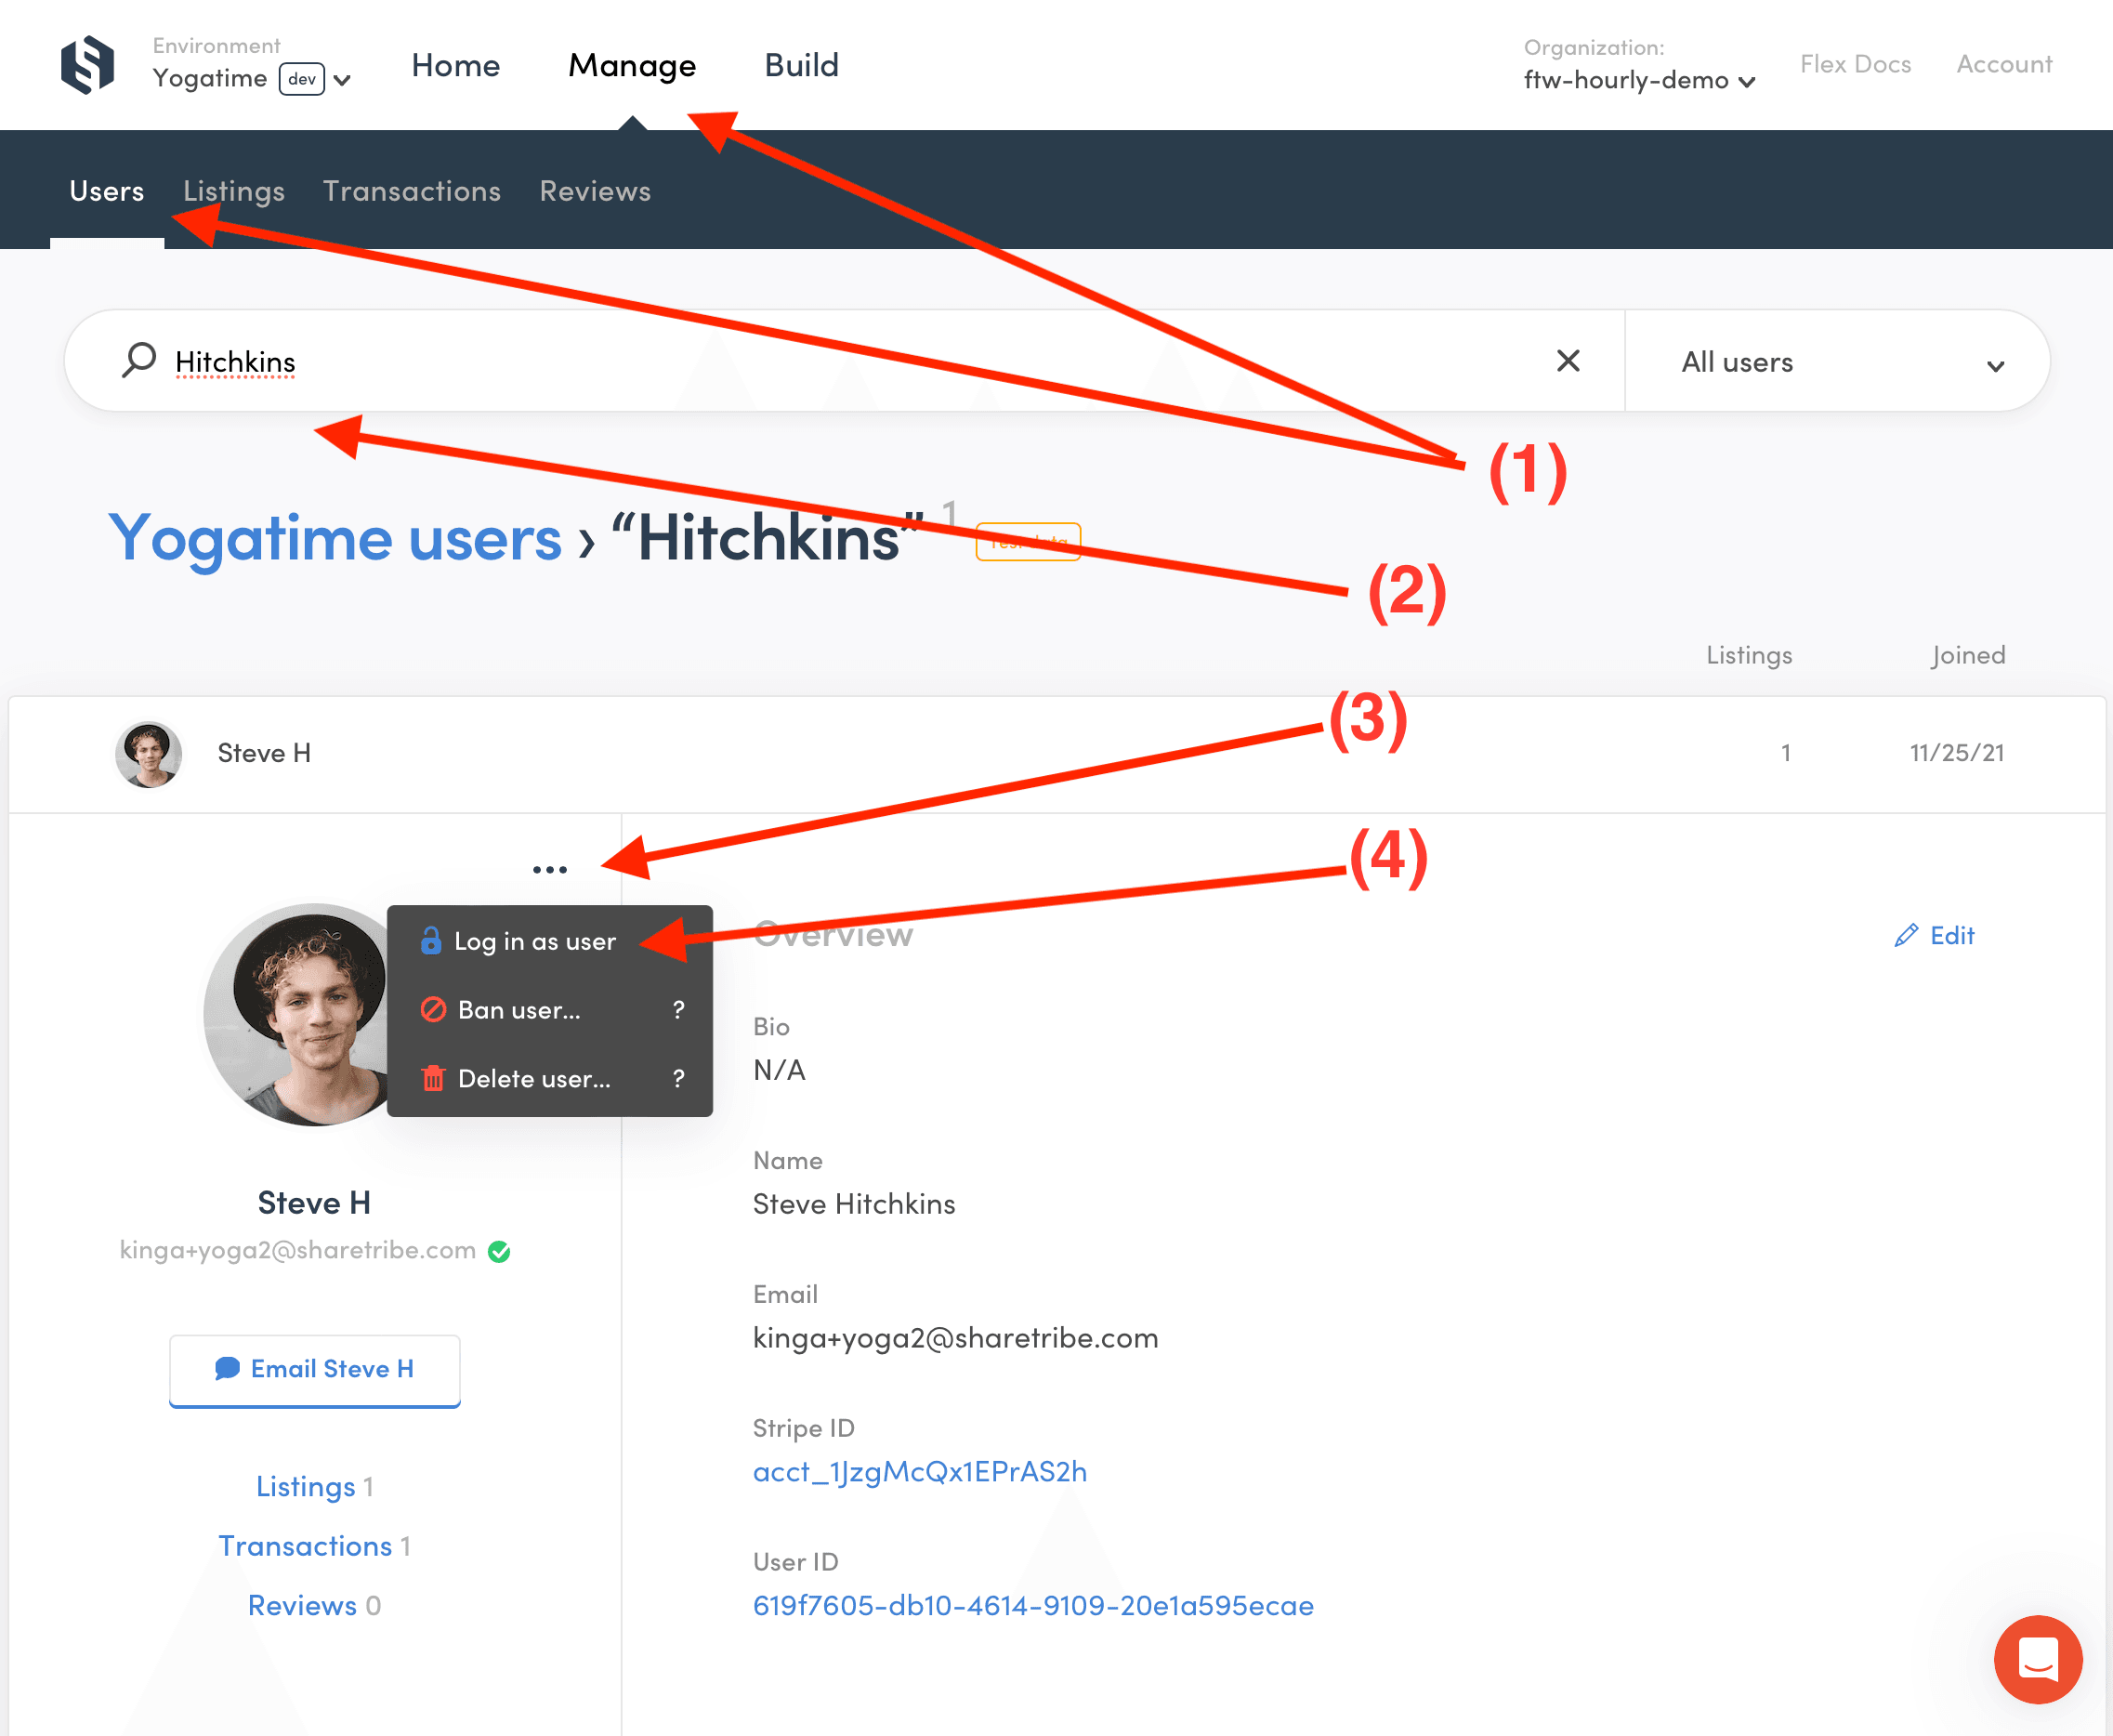 Environment
Yogatime dev
Home Manage Build
Organization:
ftw-hourly-demo
Flex Docs Account
Users Listings Transactions Reviews
Hitchkins
All users
(1)
Yogatime users › “Hitchkins” 1
Test data
(2)
Listings Joined
(3)
Steve H 1 11/25/21
(4)
Log in as user
Ban user... ?
Delete user... ?
Steve H
kinga+yoga2@sharetribe.com
Email Steve H
Listings 1
Transactions 1
Reviews 0
Overview
Edit
Bio
N/A
Name
Steve Hitchkins
Email
kinga+yoga2@sharetribe.com
Stripe ID
acct_1JzgMcQx1EPrAS2h
User ID
619f7605-db10-4614-9109-20e1a595ecae